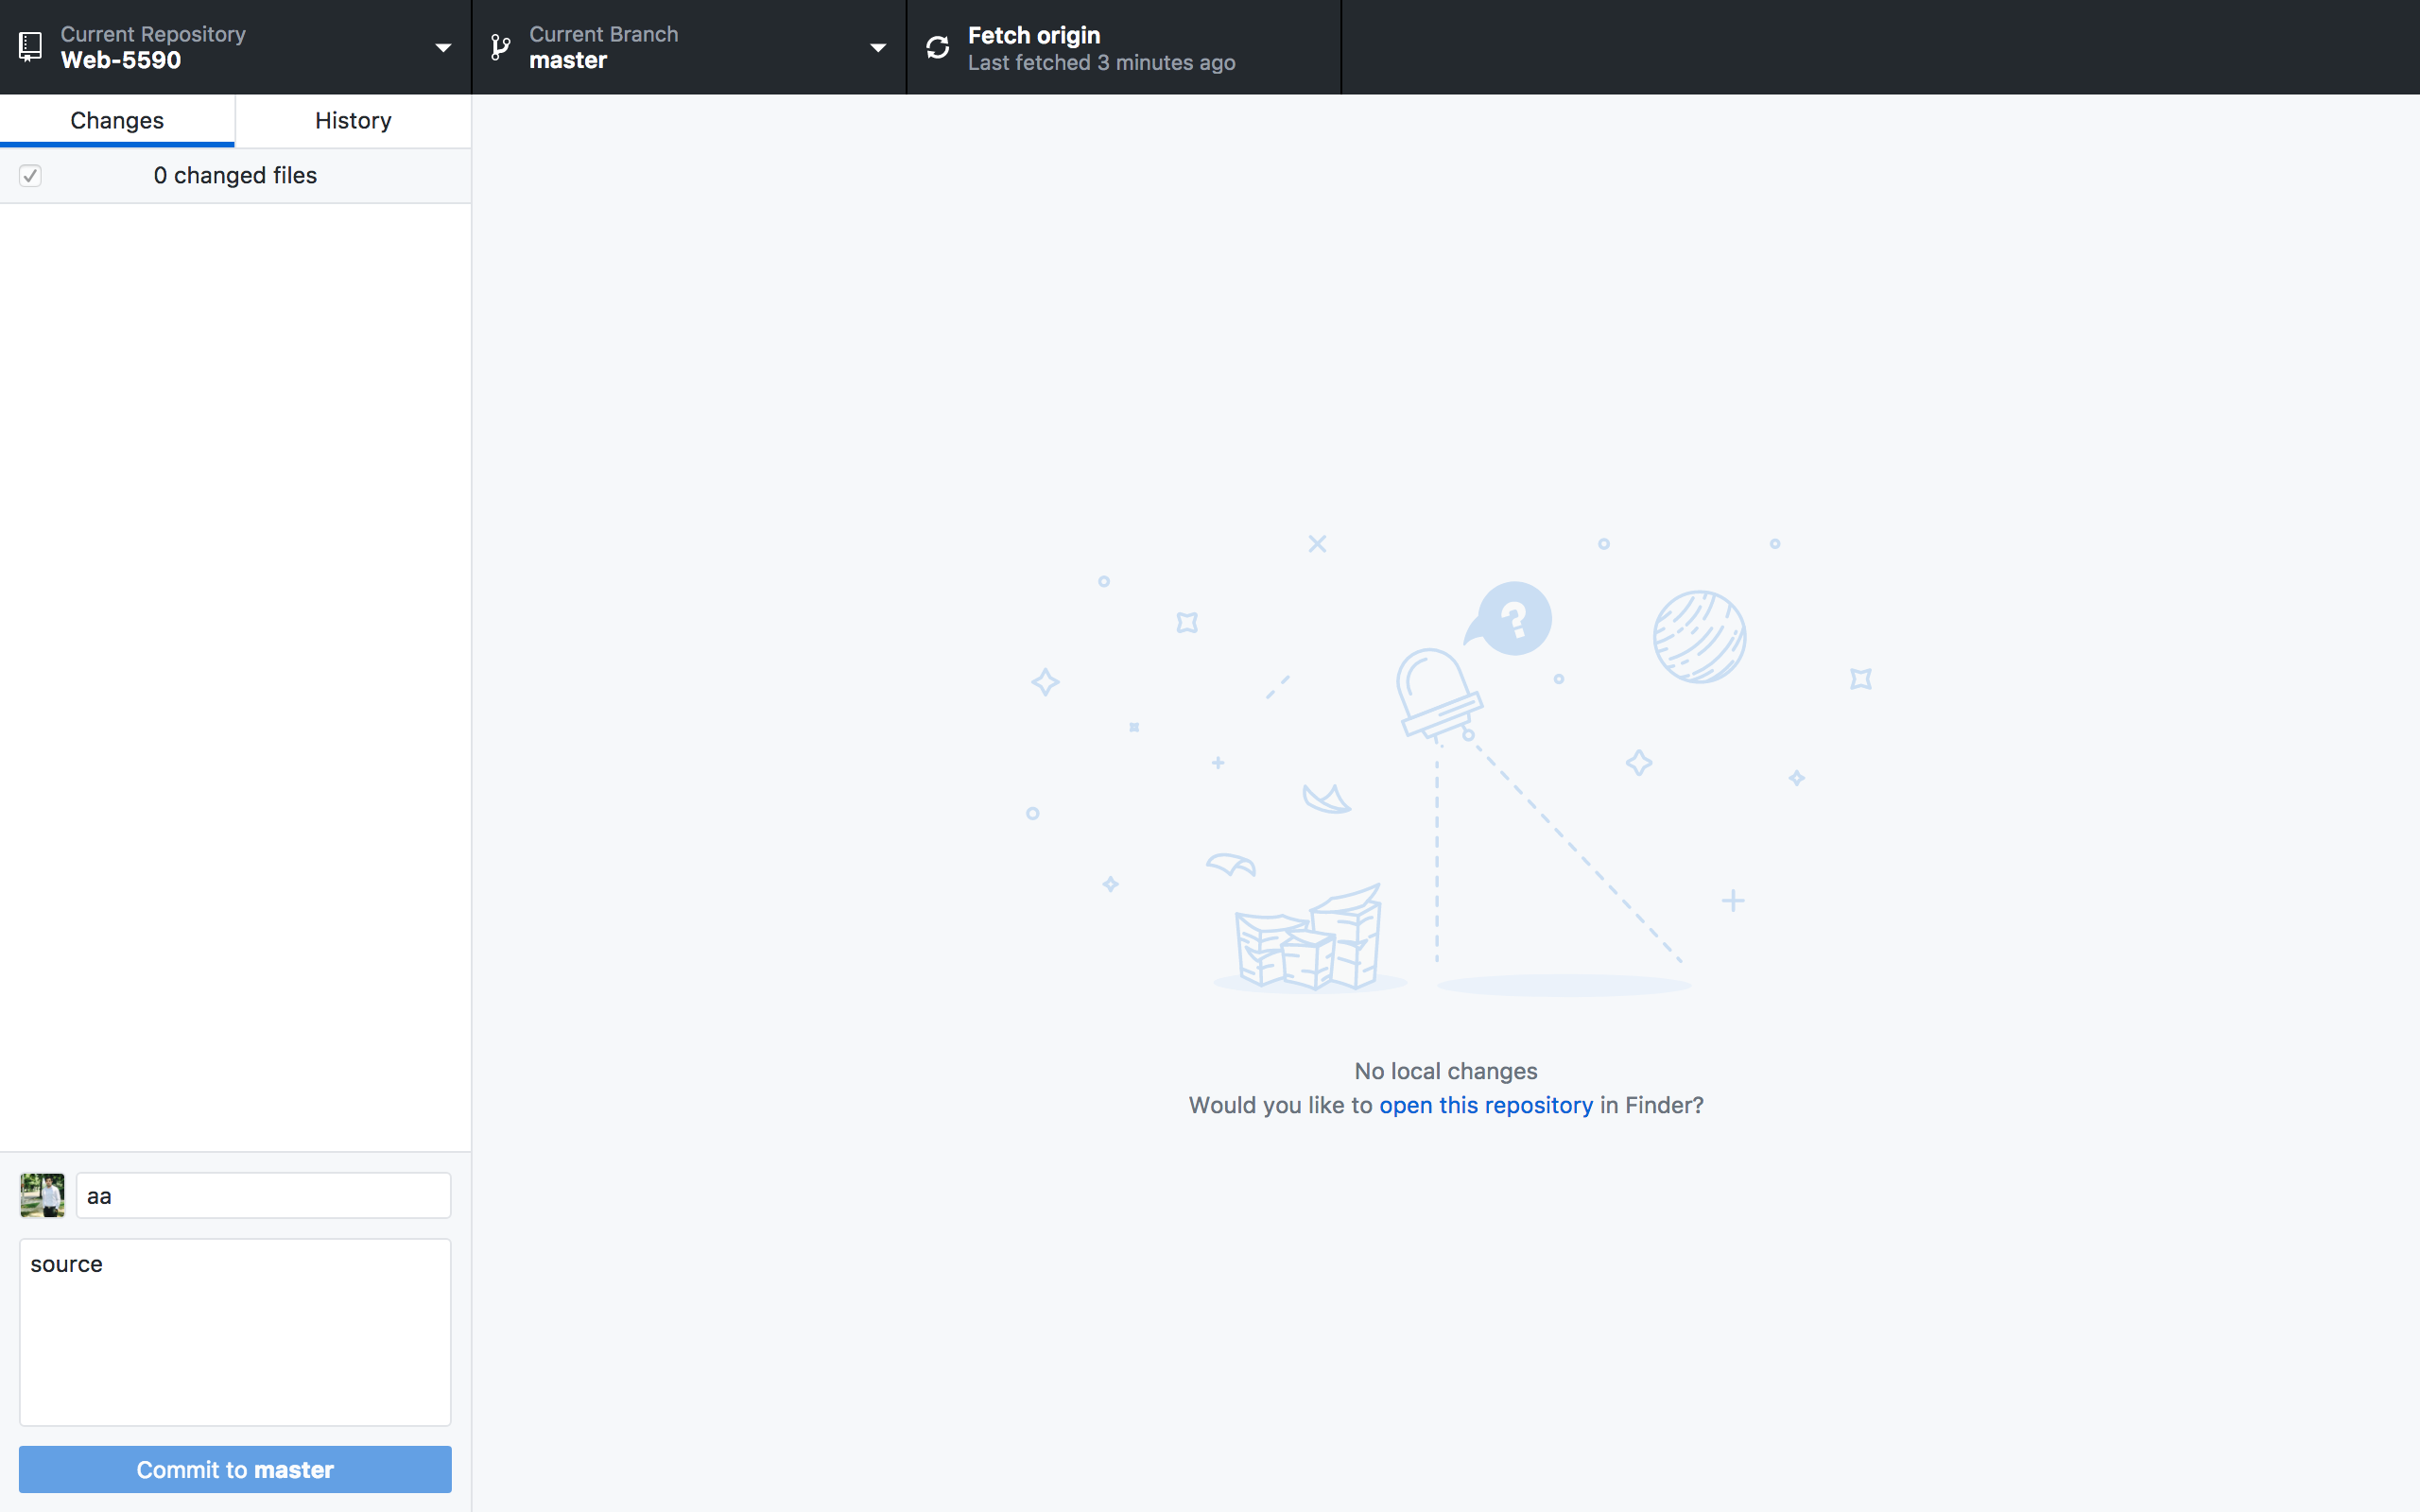 Current Repository
Web-5590
Current Branch
master
Fetch origin
Last fetched 3 minutes ago
Changes
History
0 changed files
?
No local changes
Would you like to open this repository in Finder?
aa
source
Commit to master